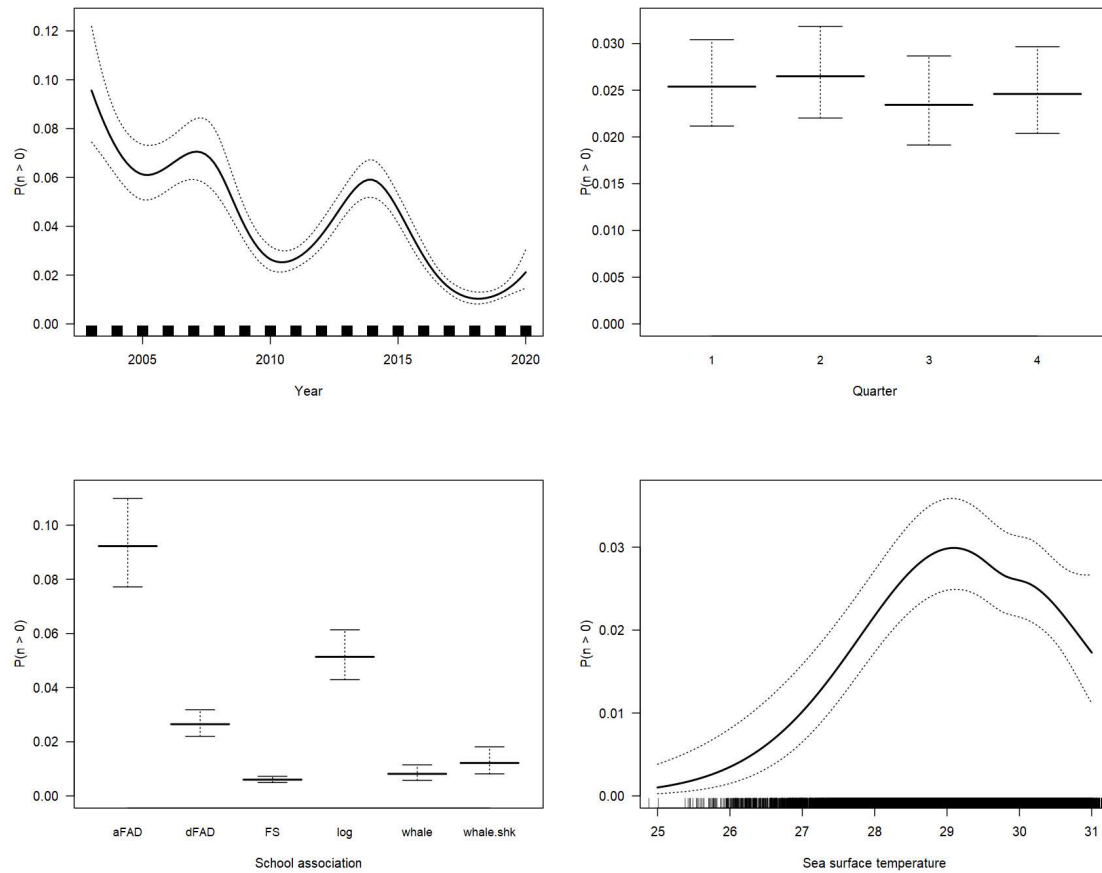 0.12
0.10
0.08
0.06
0.04
0.02
0.00
P(n > 0)
2005 2010 2015 2020
Year
0.030
0.025
0.020
0.015
0.010
0.005
0.000
P(n > 0)
1 2 3 4
Quarter
0.10
0.08
0.06
0.04
0.02
0.00
P(n > 0)
aFAD dFAD FS log whale whale.shk
School association
0.03
0.02
0.01
0.00
P(n > 0)
25 26 27 28 29 30 31
Sea surface temperature